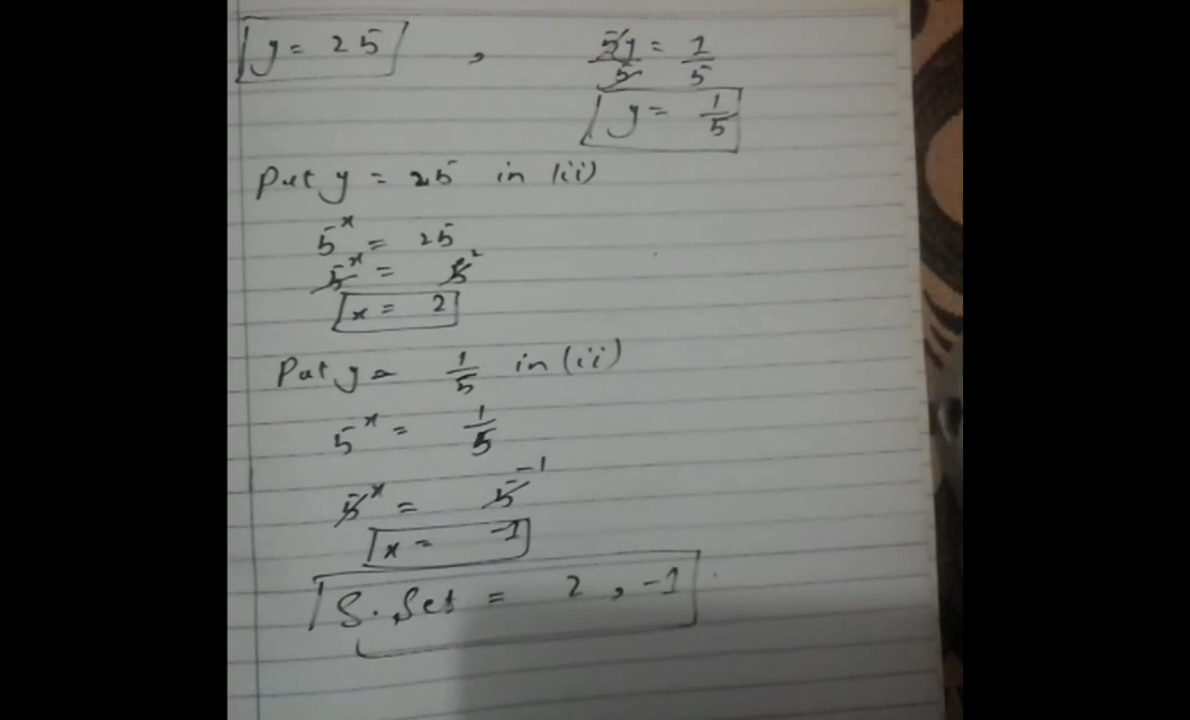 y = 25 , 5y/5 = 1/5
y = 1/5
Put y = 25 in (ii)
5^x = 25
5^x = 5^2
x = 2
Put y = 1/5 in (ii)
5^x = 1/5
5^x = 5^-1
x = -1
S. Set = 2 , -1